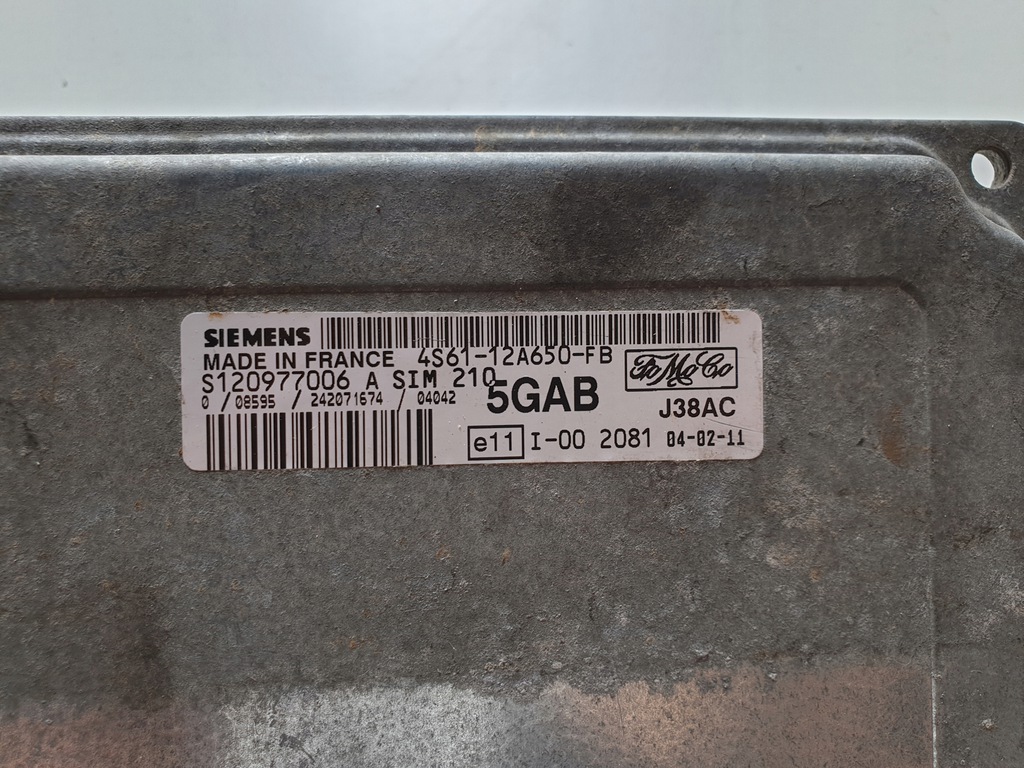 SIEMENS
MADE IN FRANCE 4S61-12A650-FB
FoMoCo
S120977006 A SIM 210
5GAB
0 / 08595 / 242071674 / 04042
J38AC
e11 I-00 2081 04-02-11